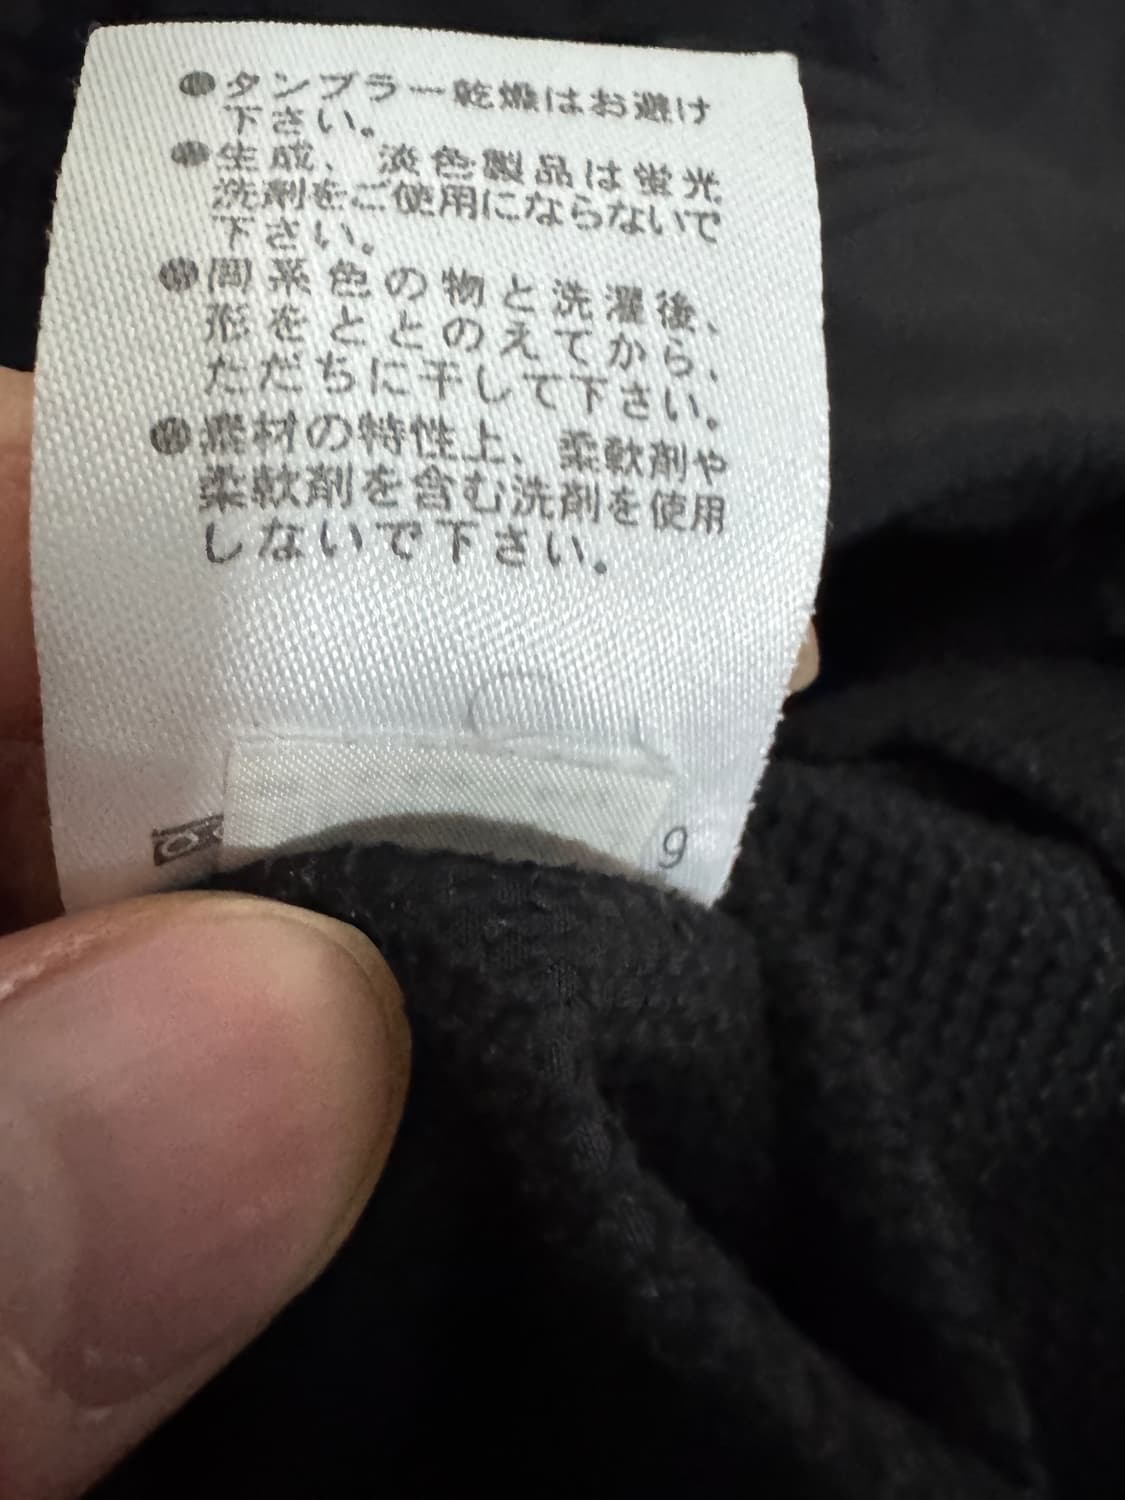 ●タンブラー乾燥はお避け
下さい。
●生成、淡色製品は蛍光
洗剤をご使用にならないで
下さい。
●同系色の物と洗濯後、
形をととのえてから、
ただちに干して下さい。
●素材の特性上、柔軟剤や
柔軟剤を含む洗剤を使用
しないで下さい。
9